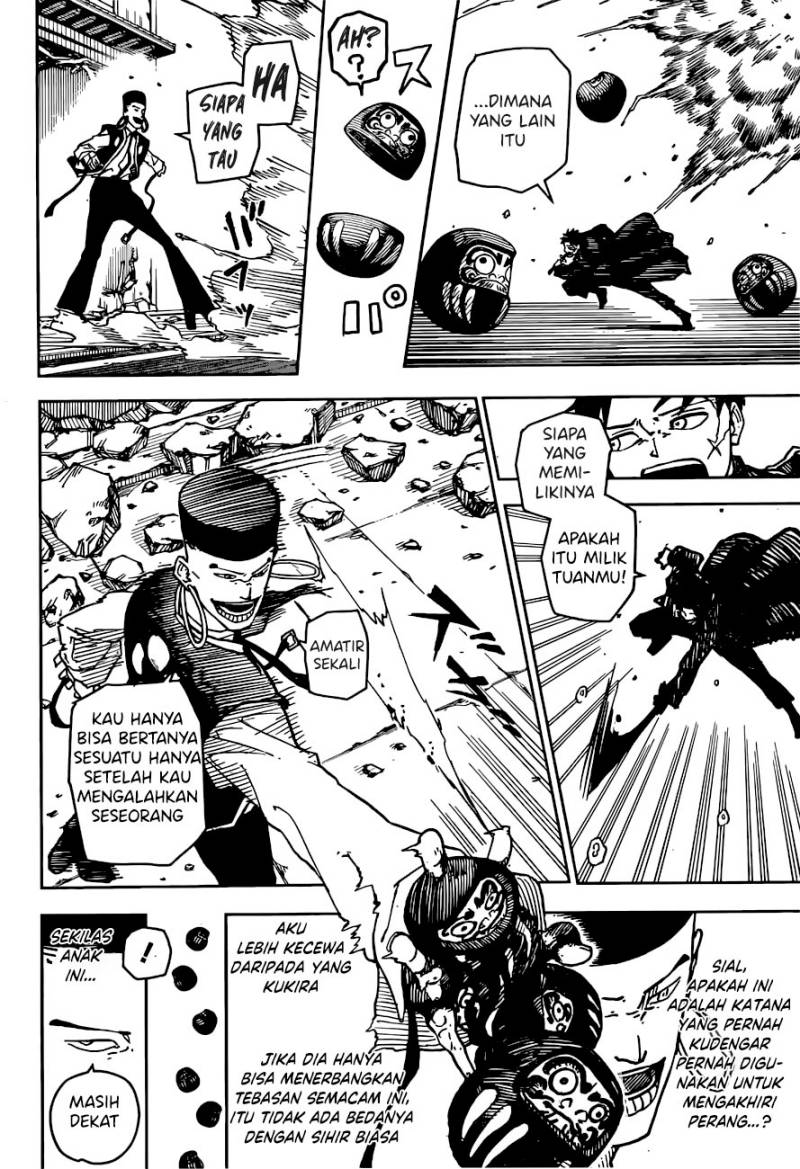 ...DIMANA
YANG LAIN
ITU
AH?
?
ス
パ
HA
SIAPA
YANG
TAU
SIAPA
YANG
MEMI-
LIKINYA
APAKAH
ITU MILIK
TUANMU!
AMATIR
SEKALI
KAU HANYA
BISA BERTANYA
SESUATU HANYA
SETELAH KAU
MENGALAHKAN
SESEORANG
SIAL,
APAKAH INI
ADALAH KATANA
YANG PERNAH
KUDENGAR
PERNAH DIGU-
NAKAN UNTUK
MENGAKHIRI
PERANG...?
AKU
LEBIH KECEWA
DARIPADA YANG
KUKIRA
JIKA DIA HANYA
BISA MENERBANGKAN
TEBASAN SEMACAM INI,
ITU TIDAK ADA BEDANYA
DENGAN SIHIR BIASA
!
SEKILAS
ANAK
INI...
MASIH
DEKAT